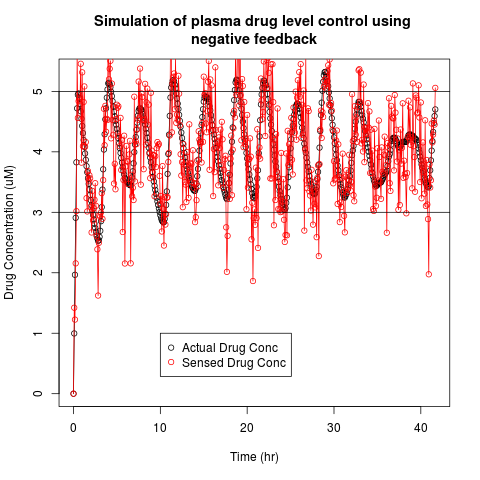 Simulation of plasma drug level control using
negative feedback
Drug Concentration (uM)
5
4
3
2
1
0
Actual Drug Conc
Sensed Drug Conc
0 10 20 30 40
Time (hr)